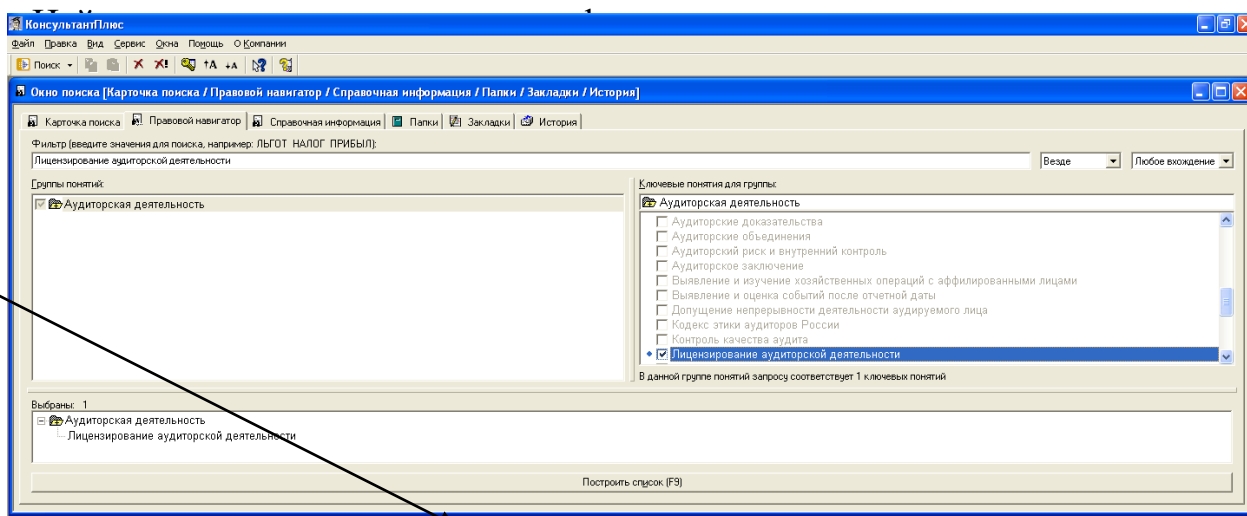 КонсультантПлюс
Файл Правка Вид Сервис Окна Помощь О Компании
Поиск
Окно поиска [Карточка поиска / Правовой навигатор / Справочная информация / Папки / Закладки / История]
Карточка поиска Правовой навигатор Справочная информация Папки Закладки История
Фильтр (введите значения для поиска, например: ЛЬГОТ НАЛОГ ПРИБЫЛ):
Лицензирование аудиторской деятельности Везде Любое вхождение
Группы понятий: Ключевые понятия для группы:
Аудиторская деятельность Аудиторская деятельность
Аудиторские доказательства
Аудиторские объединения
Аудиторский риск и внутренний контроль
Аудиторское заключение
Выявление и изучение хозяйственных операций с аффилированными лицами
Выявление и оценка событий после отчетной даты
Допущение непрерывности деятельности аудируемого лица
Кодекс этики аудиторов России
Контроль качества аудита
Лицензирование аудиторской деятельности
В данной группе понятий запросу соответствует 1 ключевых понятий
Выбраны: 1
Аудиторская деятельность
Лицензирование аудиторской деятельности
Построить список (F9)